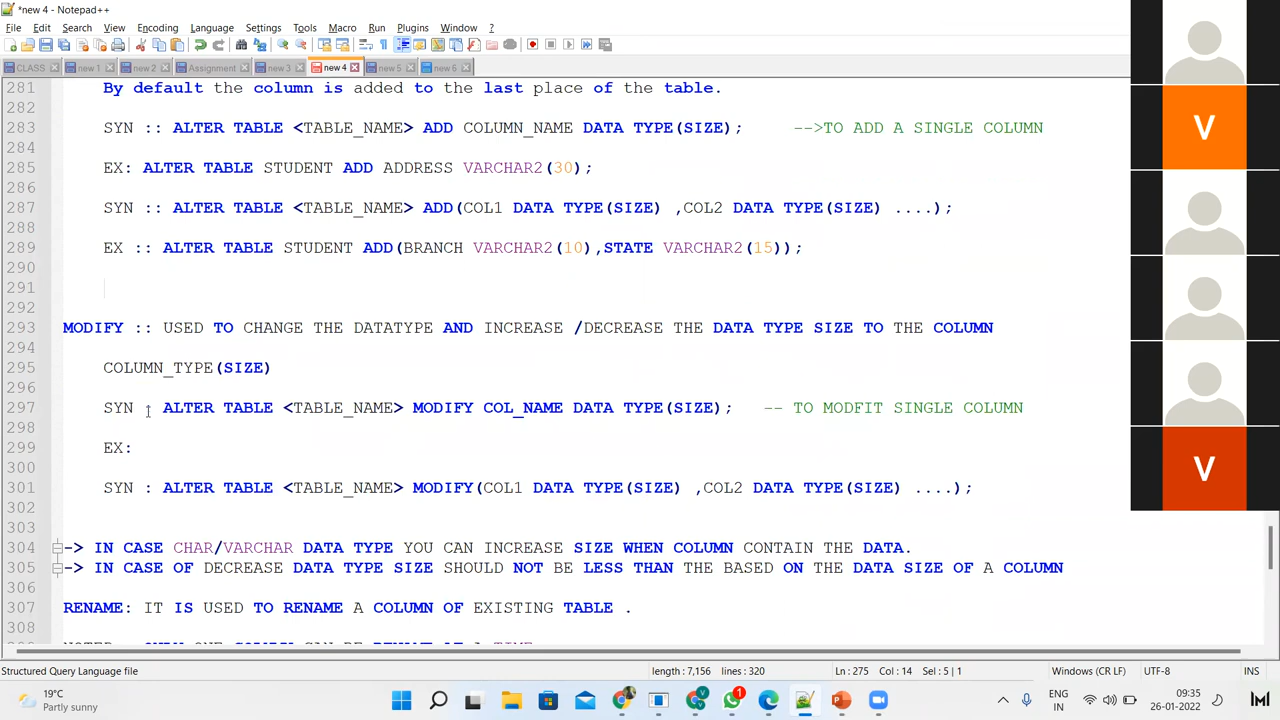 *new 4 - Notepad++
File Edit Search View Encoding Language Settings Tools Macro Run Plugins Window ?
CLASS new 1 new 2 Assignment new 3 new 4 new 5 new 6
281 By default the column is added to the last place of the table.
282
283 SYN :: ALTER TABLE <TABLE_NAME> ADD COLUMN_NAME DATA TYPE(SIZE); -->TO ADD A SINGLE COLUMN
284
285 EX: ALTER TABLE STUDENT ADD ADDRESS VARCHAR2(30);
286
287 SYN :: ALTER TABLE <TABLE_NAME> ADD(COL1 DATA TYPE(SIZE) ,COL2 DATA TYPE(SIZE) ....);
288
289 EX :: ALTER TABLE STUDENT ADD(BRANCH VARCHAR2(10),STATE VARCHAR2(15));
290
291
292
293 MODIFY :: USED TO CHANGE THE DATATYPE AND INCREASE /DECREASE THE DATA TYPE SIZE TO THE COLUMN
294
295 COLUMN_TYPE(SIZE)
296
297 SYN : ALTER TABLE <TABLE_NAME> MODIFY COL_NAME DATA TYPE(SIZE); -- TO MODFIT SINGLE COLUMN
298
299 EX:
300
301 SYN : ALTER TABLE <TABLE_NAME> MODIFY(COL1 DATA TYPE(SIZE) ,COL2 DATA TYPE(SIZE) ....);
302
303
304 -> IN CASE CHAR/VARCHAR DATA TYPE YOU CAN INCREASE SIZE WHEN COLUMN CONTAIN THE DATA.
305 -> IN CASE OF DECREASE DATA TYPE SIZE SHOULD NOT BE LESS THAN THE BASED ON THE DATA SIZE OF A COLUMN
306
307 RENAME: IT IS USED TO RENAME A COLUMN OF EXISTING TABLE .
308
V
V
Structured Query Language file length : 7,156 lines : 320 Ln : 275 Col : 14 Sel : 5 | 1 Windows (CR LF) UTF-8 INS
19°C
Partly sunny
1
ENG
IN
09:35
26-01-2022